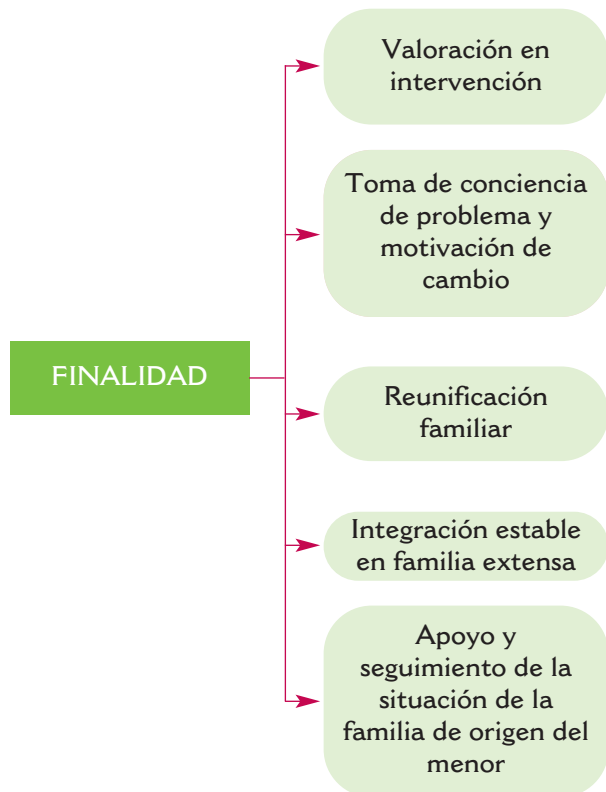 Valoración en
intervención
Toma de conciencia
de problema y
motivación de
cambio
FINALIDAD
Reunificación
familiar
Integración estable
en familia extensa
Apoyo y
seguimiento de la
situación de la
familia de origen del
menor